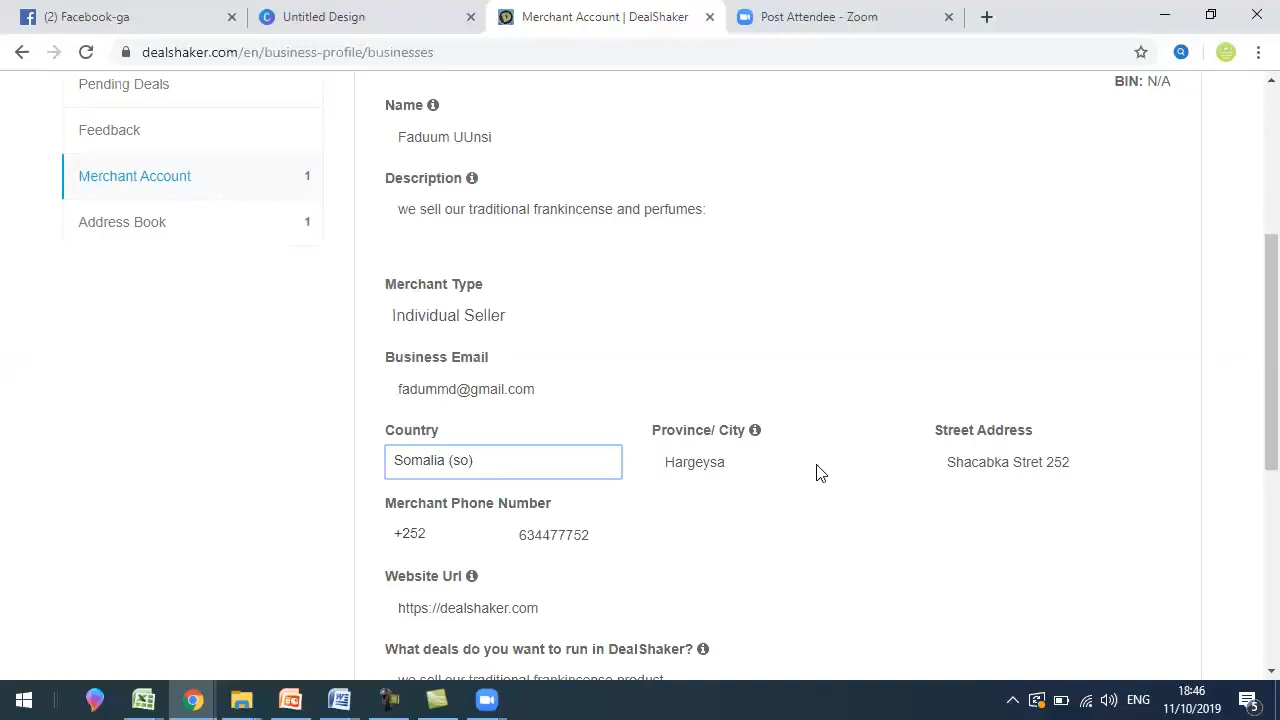 (2) Facebook-ga
Untitled Design
Merchant Account | DealShaker
Post Attendee - Zoom
dealshaker.com/en/business-profile/businesses
Pending Deals
Feedback
Merchant Account 1
Address Book 1
BIN: N/A
Name
Faduum UUnsi
Description
we sell our traditional frankincense and perfumes:
Merchant Type
Individual Seller
Business Email
fadummd@gmail.com
Country Province/ City Street Address
Somalia (so) Hargeysa Shacabka Stret 252
Merchant Phone Number
+252 634477752
Website Url
https://dealshaker.com
What deals do you want to run in DealShaker?
we sell our traditional frankincense product
ENG
18:46
11/10/2019
5